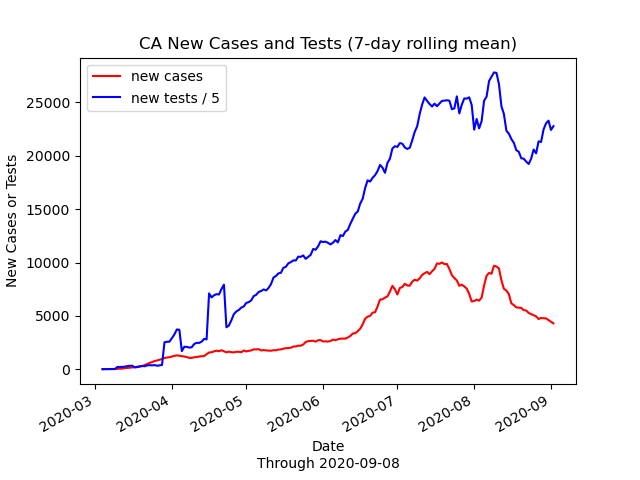 CA New Cases and Tests (7-day rolling mean)
new cases
new tests / 5
New Cases or Tests
25000
20000
15000
10000
5000
0
2020-03
2020-04
2020-05
2020-06
2020-07
2020-08
2020-09
Date
Through 2020-09-08